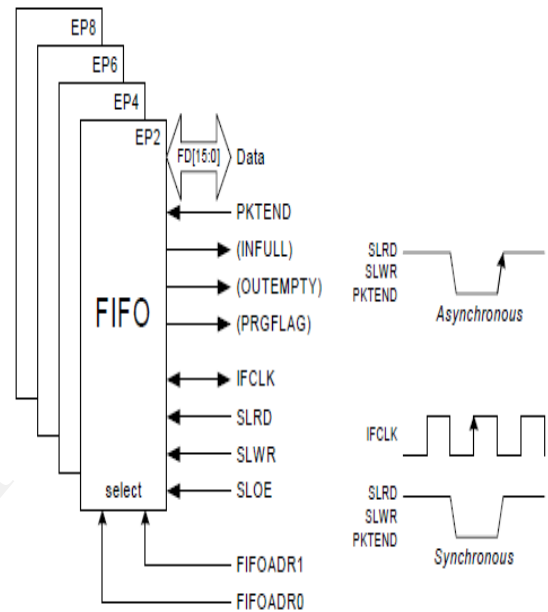 EP8
EP6
EP4
EP2
FD[15:0]
Data
PKTEND
(INFULL)
(OUTEMPTY)
(PRGFLAG)
FIFO
IFCLK
SLRD
SLWR
SLOE
select
FIFOADR1
FIFOADR0
SLRD
SLWR
PKTEND
Asynchronous
IFCLK
SLRD
SLWR
PKTEND
Synchronous